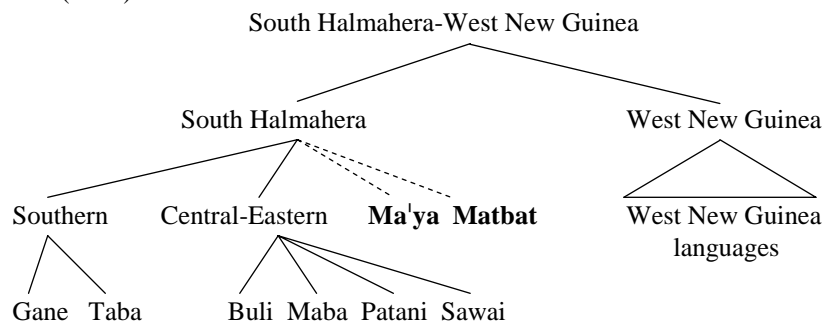 South Halmahera-West New Guinea
South Halmahera West New Guinea
Southern Central-Eastern Maˈya Matbat West New Guinea
languages
Gane Taba Buli Maba Patani Sawai